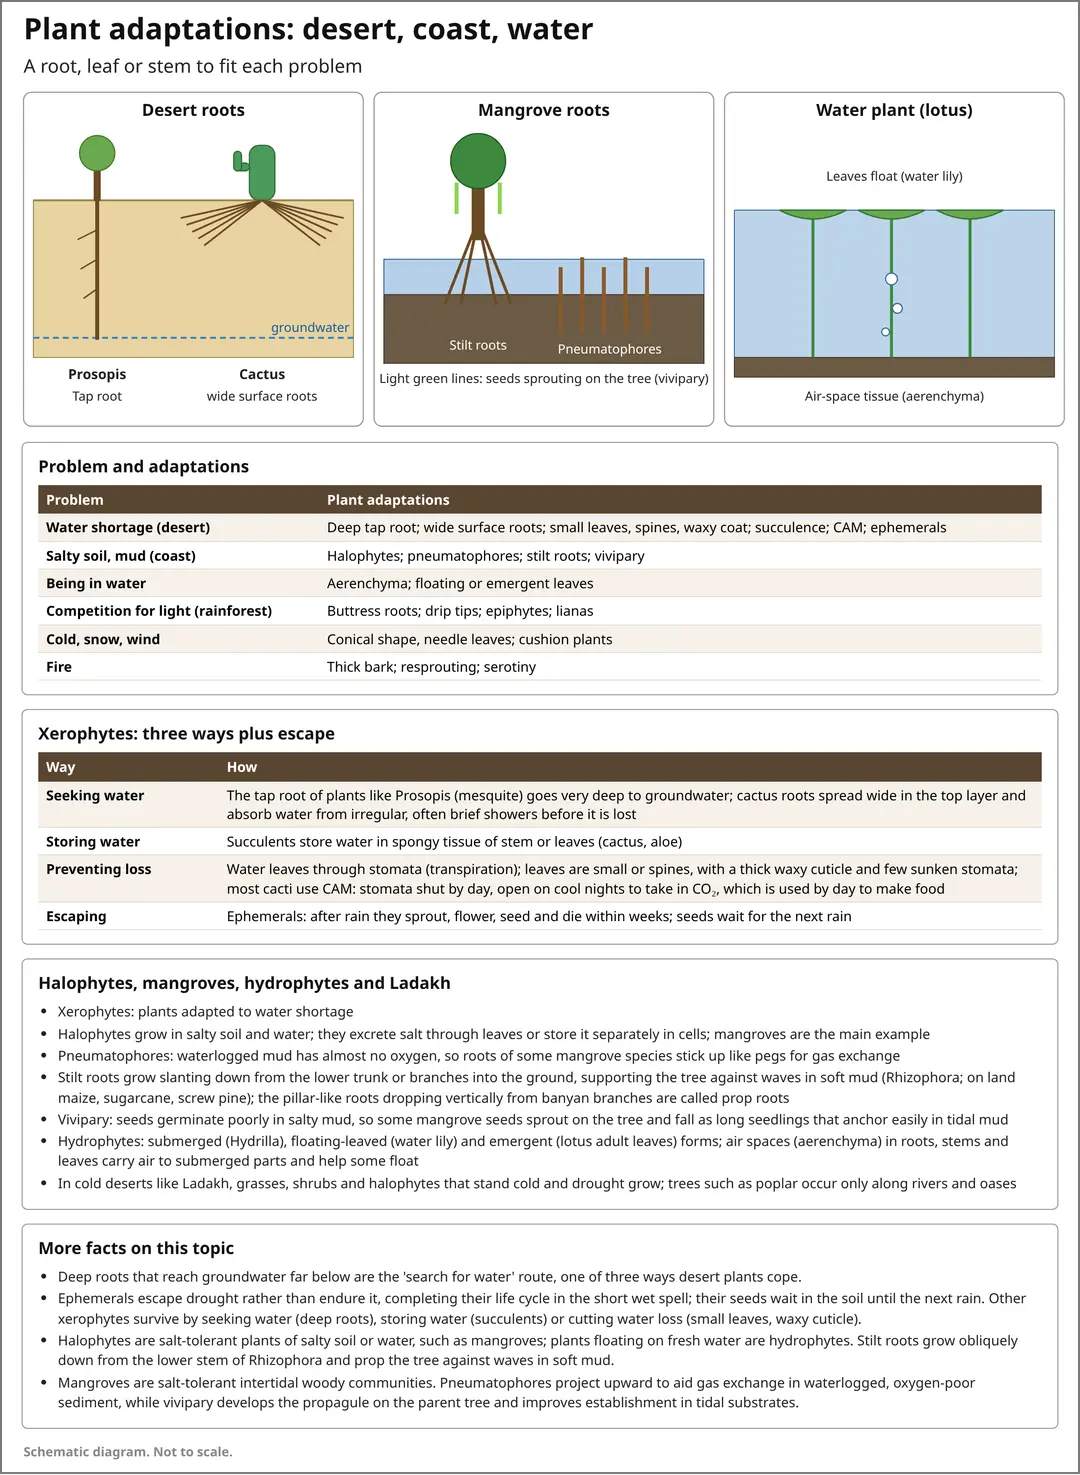 Plant adaptations: desert, coast, water
A root, leaf or stem to fit each problem
Desert roots
groundwater
Prosopis
Cactus
Tap root
wide surface roots
Mangrove roots
Stilt roots
Pneumatophores
Light green lines: seeds sprouting on the tree (vivipary)
Water plant (lotus)
Leaves float (water lily)
Air-space tissue (aerenchyma)
Problem and adaptations
Problem Plant adaptations
Water shortage (desert) Deep tap root; wide surface roots; small leaves, spines, waxy coat; succulence; CAM; ephemerals
Salty soil, mud (coast) Halophytes; pneumatophores; stilt roots; vivipary
Being in water Aerenchyma; floating or emergent leaves
Competition for light (rainforest) Buttress roots; drip tips; epiphytes; lianas
Cold, snow, wind Conical shape, needle leaves; cushion plants
Fire Thick bark; resprouting; serotiny
Xerophytes: three ways plus escape
Way How
Seeking water The tap root of plants like Prosopis (mesquite) goes very deep to groundwater; cactus roots spread wide in the top layer and
absorb water from irregular, often brief showers before it is lost
Storing water Succulents store water in spongy tissue of stem or leaves (cactus, aloe)
Preventing loss Water leaves through stomata (transpiration); leaves are small or spines, with a thick waxy cuticle and few sunken stomata;
most cacti use CAM: stomata shut by day, open on cool nights to take in CO₂, which is used by day to make food
Escaping Ephemerals: after rain they sprout, flower, seed and die within weeks; seeds wait for the next rain
Halophytes, mangroves, hydrophytes and Ladakh
• Xerophytes: plants adapted to water shortage
• Halophytes grow in salty soil and water; they excrete salt through leaves or store it separately in cells; mangroves are the main example
• Pneumatophores: waterlogged mud has almost no oxygen, so roots of some mangrove species stick up like pegs for gas exchange
• Stilt roots grow slanting down from the lower trunk or branches into the ground, supporting the tree against waves in soft mud (Rhizophora; on land
maize, sugarcane, screw pine); the pillar-like roots dropping vertically from banyan branches are called prop roots
• Vivipary: seeds germinate poorly in salty mud, so some mangrove seeds sprout on the tree and fall as long seedlings that anchor easily in tidal mud
• Hydrophytes: submerged (Hydrilla), floating-leaved (water lily) and emergent (lotus adult leaves) forms; air spaces (aerenchyma) in roots, stems and
leaves carry air to submerged parts and help some float
• In cold deserts like Ladakh, grasses, shrubs and halophytes that stand cold and drought grow; trees such as poplar occur only along rivers and oases
More facts on this topic
• Deep roots that reach groundwater far below are the 'search for water' route, one of three ways desert plants cope.
• Ephemerals escape drought rather than endure it, completing their life cycle in the short wet spell; their seeds wait in the soil until the next rain. Other
xerophytes survive by seeking water (deep roots), storing water (succulents) or cutting water loss (small leaves, waxy cuticle).
• Halophytes are salt-tolerant plants of salty soil or water, such as mangroves; plants floating on fresh water are hydrophytes. Stilt roots grow obliquely
down from the lower stem of Rhizophora and prop the tree against waves in soft mud.
• Mangroves are salt-tolerant intertidal woody communities. Pneumatophores project upward to aid gas exchange in waterlogged, oxygen-poor
sediment, while vivipary develops the propagule on the parent tree and improves establishment in tidal substrates.
Schematic diagram. Not to scale.